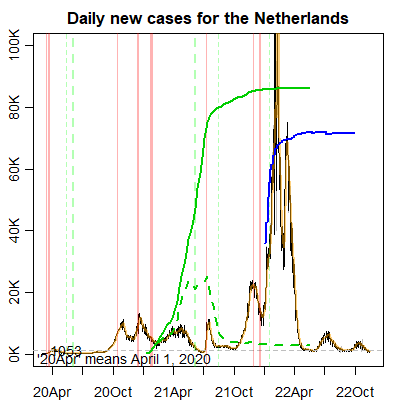 Daily new cases for the Netherlands
100K
80K
60K
40K
20K
0K
1053
'20Apr' means April 1, 2020
20Apr
20Oct
21Apr
21Oct
22Apr
22Oct